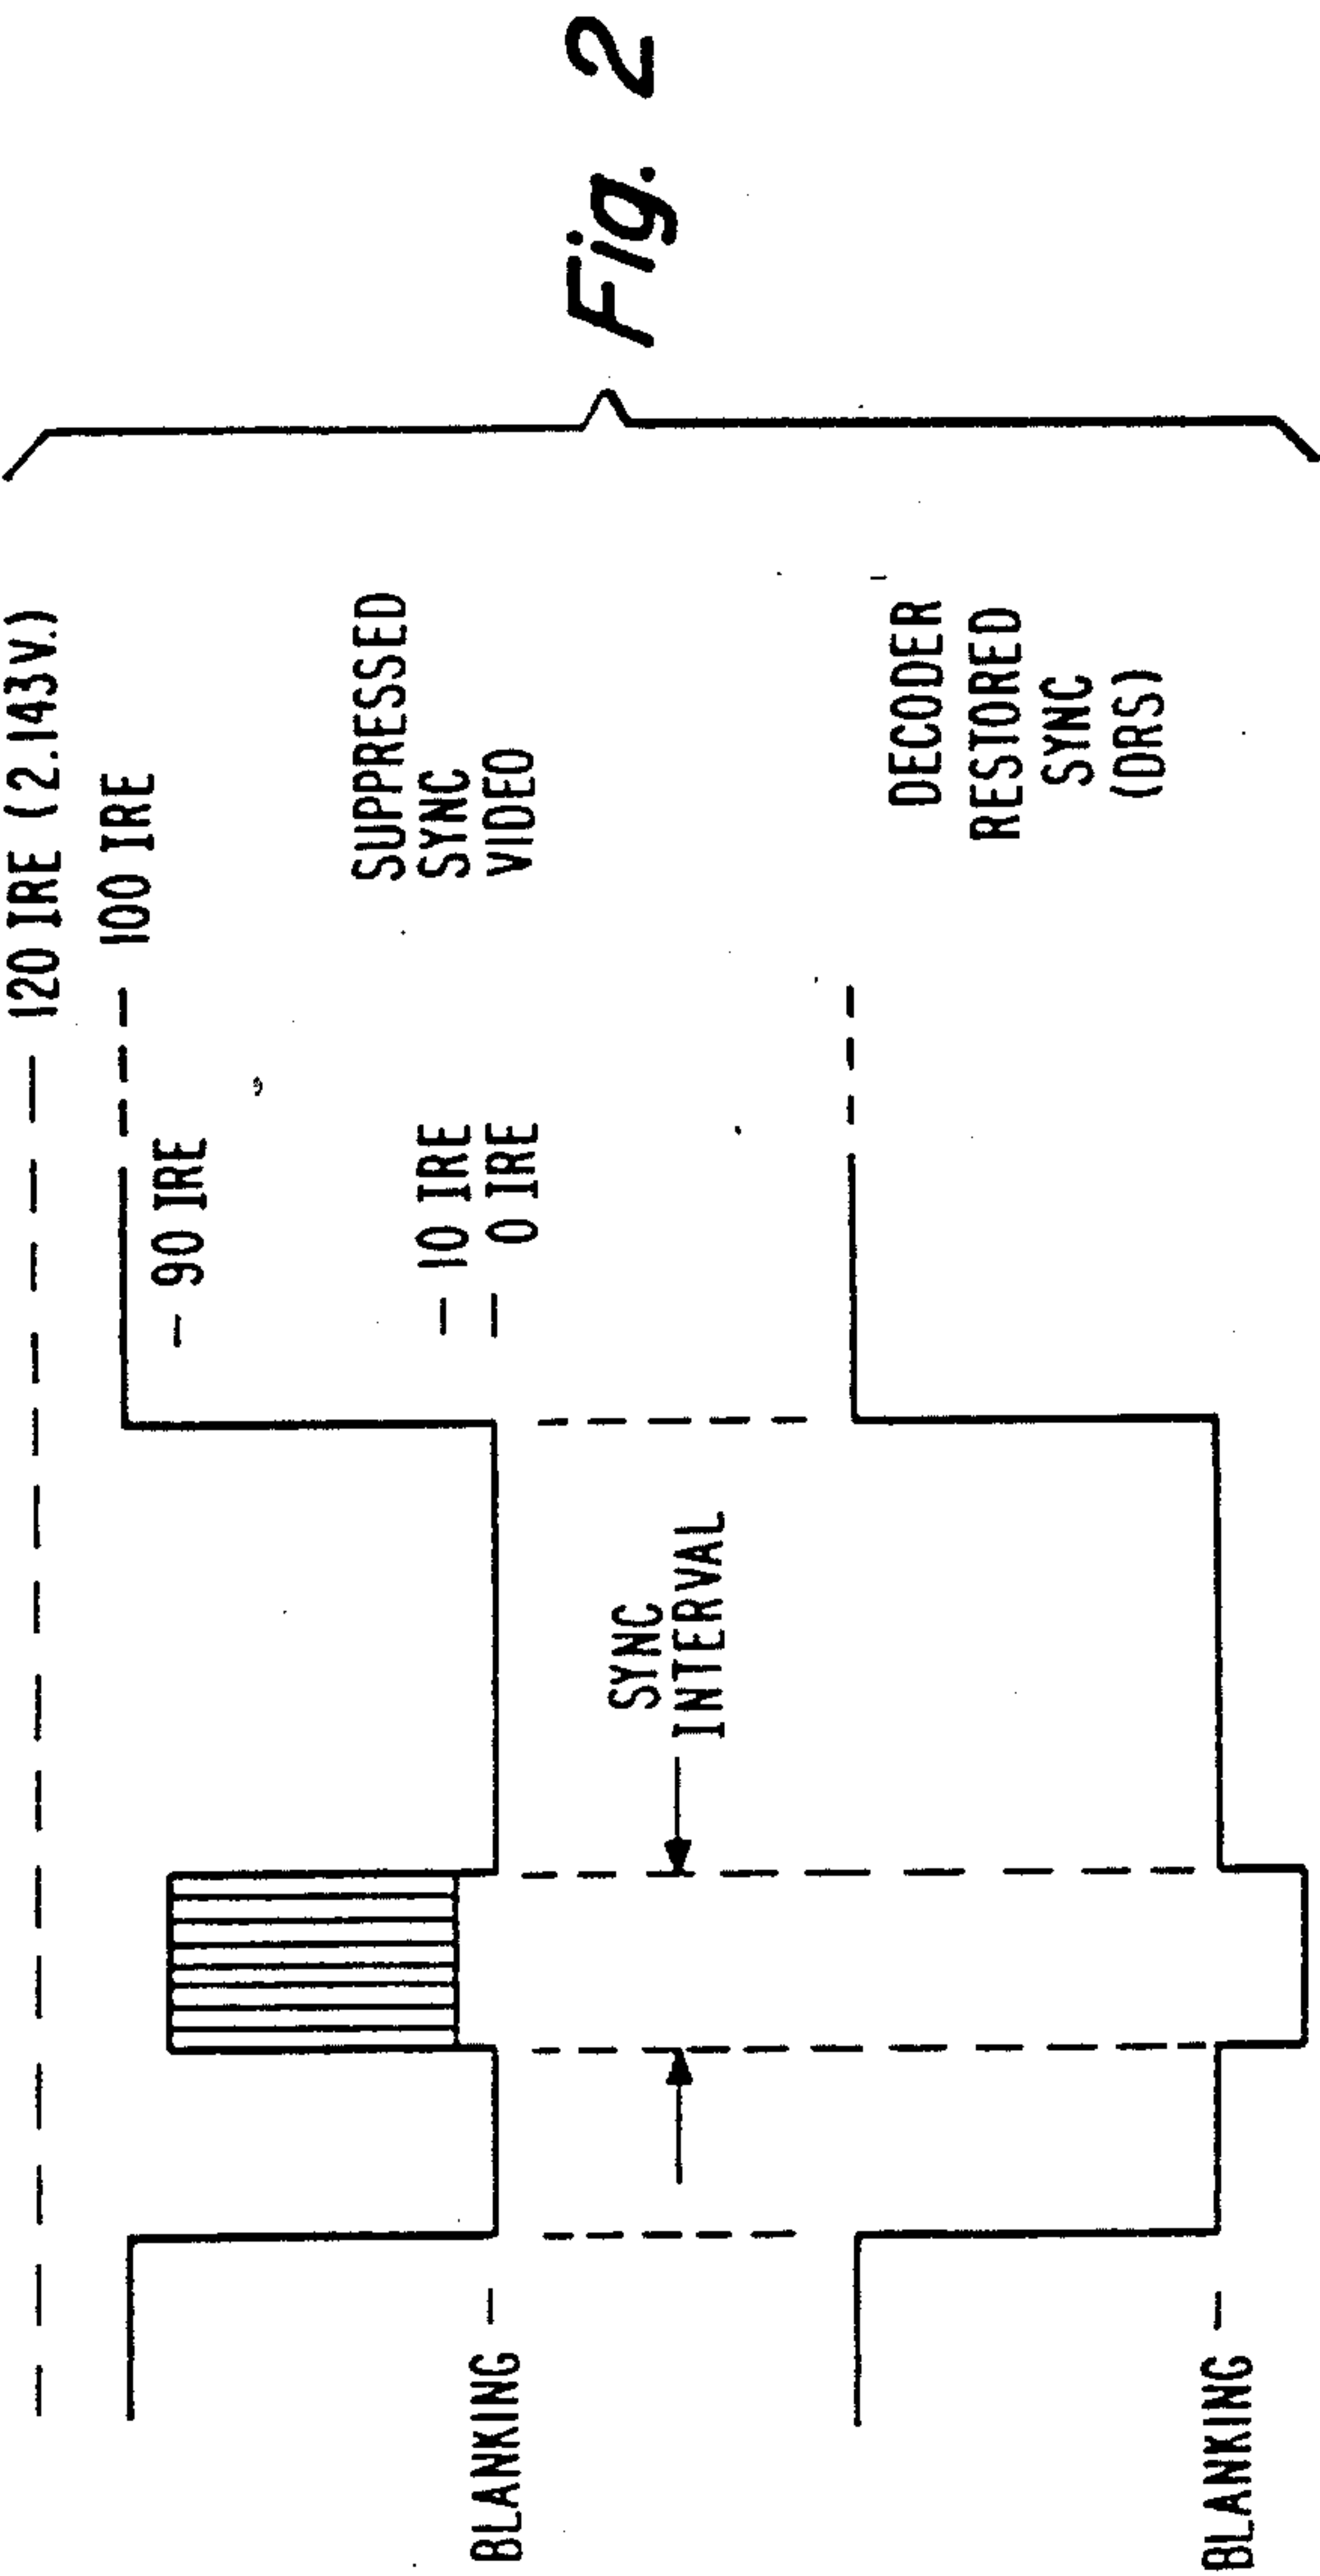 120 IRE (2.143V.)
100 IRE
90 IRE
SUPPRESSED
SYNC
VIDEO
10 IRE
0 IRE
BLANKING
SYNC
INTERVAL
DECODER
RESTORED
SYNC
(DRS)
BLANKING
Fig. 2